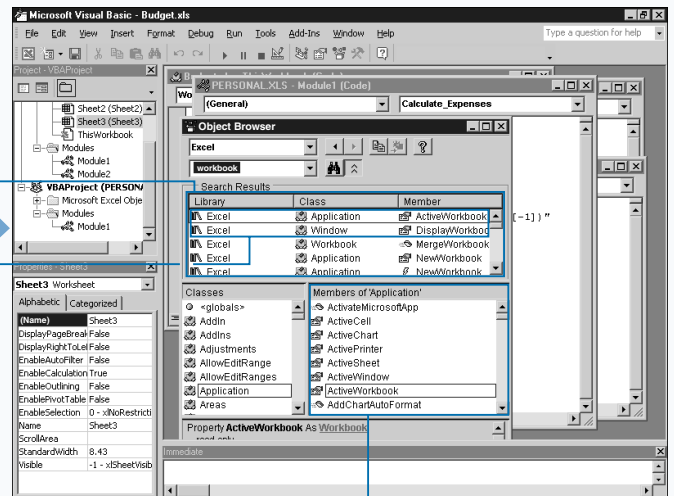 Microsoft Visual Basic - Budget.xls
File Edit View Insert Format Debug Run Tools Add-Ins Window Help
Type a question for help
Project - VBAProject
Sheet2 (Sheet2)
Sheet3 (Sheet3)
ThisWorkbook
Modules
Module1
Module2
VBAProject (PERSONA
Microsoft Excel Obje
Modules
Module1
Properties - Sheet3
Sheet3 Worksheet
Alphabetic Categorized
(Name) Sheet3
DisplayPageBreak False
DisplayRightToLef False
EnableAutoFilter False
EnableCalculation True
EnableOutlining False
EnablePivotTable False
EnableSelection 0 - xlNoRestricti
Name Sheet3
ScrollArea
StandardWidth 8.43
Visible -1 - xlSheetVisib
PERSONAL.XLS - Module1 (Code)
(General) Calculate_Expenses
[-1])"
Object Browser
Excel
workbook
Search Results
Library Class Member
Excel Application ActiveWorkbook
Excel Window DisplayWorkboo
Excel Workbook MergeWorkbook
Excel Application NewWorkbook
Excel Application NewWorkbook
Classes Members of 'Application'
<globals> ActivateMicrosoftApp
AddIn ActiveCell
AddIns ActiveChart
Adjustments ActivePrinter
AllowEditRange ActiveSheet
AllowEditRanges ActiveWindow
Application ActiveWorkbook
Areas AddChartAutoFormat
Property ActiveWorkbook As Workbook
read-only
Immediate